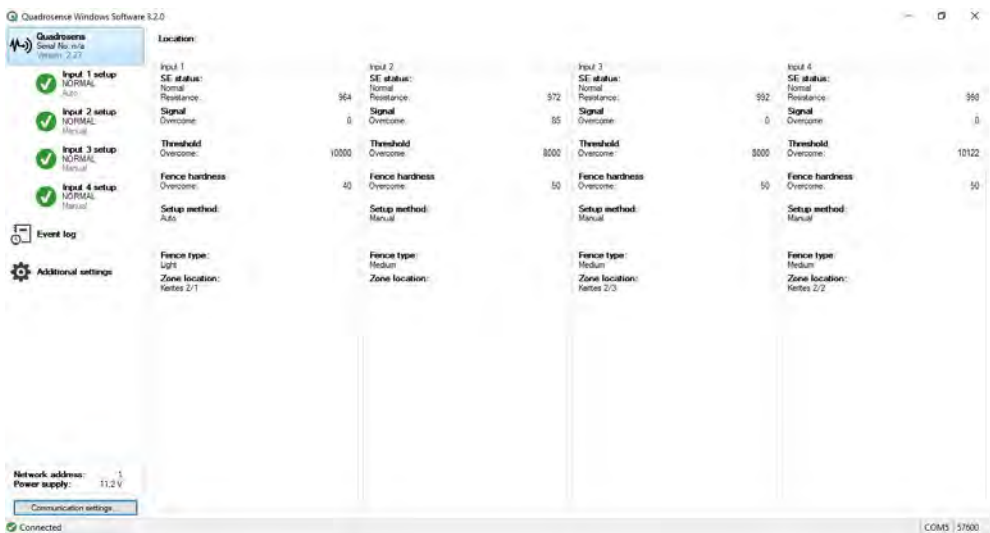 Quadrosense Windows Software 3.2.0
Quadrosens
Serial No. n/a
Version: 2.27
Input 1 setup
NORMAL
Auto
Input 2 setup
NORMAL
Manual
Input 3 setup
NORMAL
Manual
Input 4 setup
NORMAL
Manual
Event log
Additional settings
Network address: 1
Power supply: 11,2 V
Communication settings...
Connected
Location:
Input 1
SE status:
Normal
Resistance: 964
Signal
Overcome: 0
Threshold
Overcome: 10000
Fence hardness
Overcome: 40
Setup method:
Auto
Fence type:
Light
Zone location:
Kertes 2/1
Input 2
SE status:
Normal
Resistance: 972
Signal
Overcome: 85
Threshold
Overcome: 8000
Fence hardness
Overcome: 50
Setup method:
Manual
Fence type:
Medium
Zone location:
Input 3
SE status:
Normal
Resistance: 992
Signal
Overcome: 0
Threshold
Overcome: 8000
Fence hardness
Overcome: 50
Setup method:
Manual
Fence type:
Medium
Zone location:
Kertes 2/3
Input 4
SE status:
Normal
Resistance:
Signal
Overcome: 0
Threshold
Overcome: 10122
Fence hardness
Overcome: 50
Setup method:
Manual
Fence type:
Medium
Zone location:
Kertes 2/2
COM5 57600